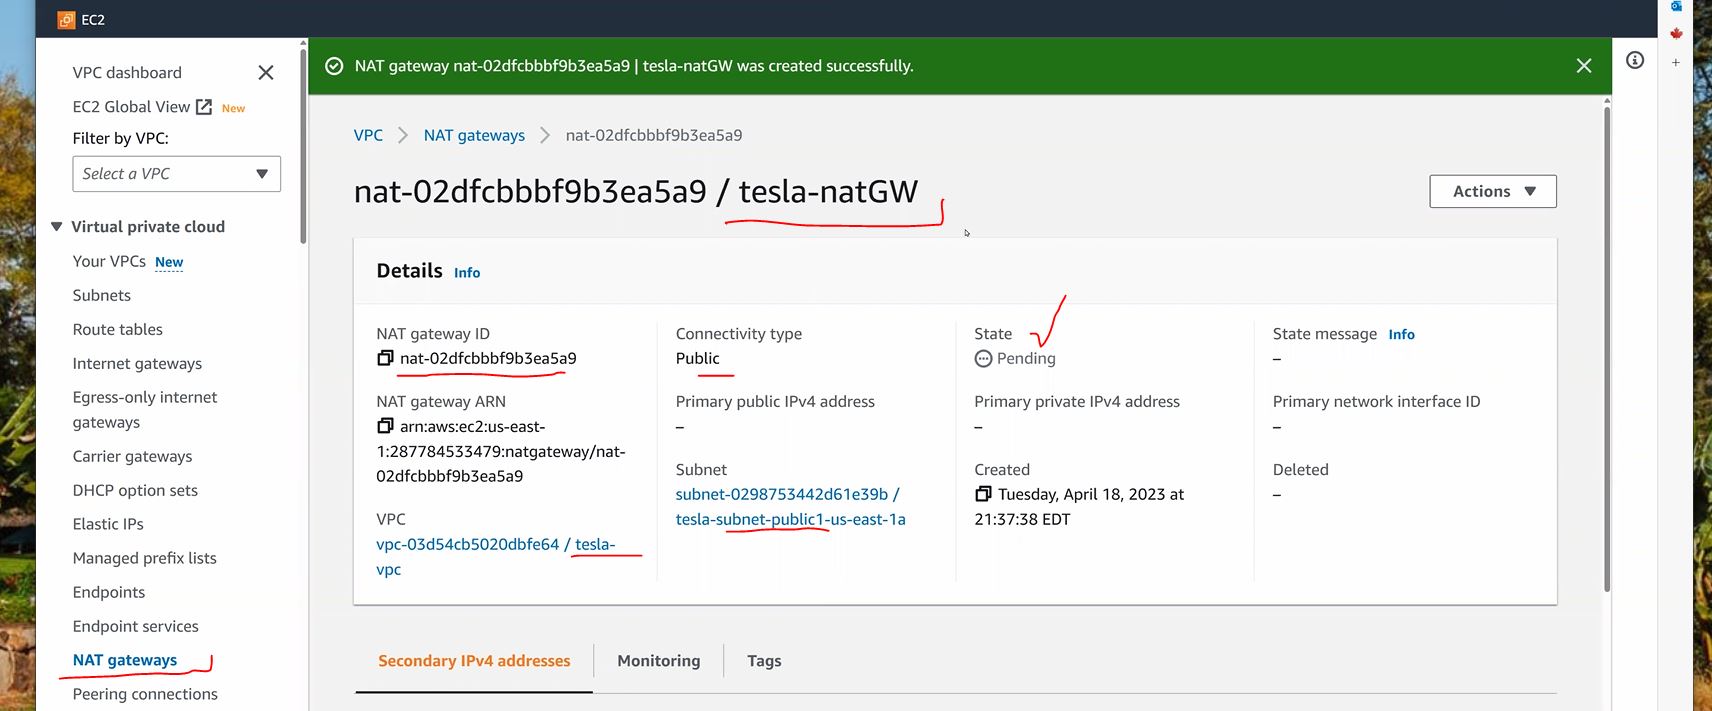 EC2
VPC dashboard
EC2 Global View New
Filter by VPC:
Select a VPC
Virtual private cloud
Your VPCs New
Subnets
Route tables
Internet gateways
Egress-only internet
gateways
Carrier gateways
DHCP option sets
Elastic IPs
Managed prefix lists
Endpoints
Endpoint services
NAT gateways
Peering connections
NAT gateway nat-02dfcbbbf9b3ea5a9 | tesla-natGW was created successfully.
VPC NAT gateways nat-02dfcbbbf9b3ea5a9
nat-02dfcbbbf9b3ea5a9 / tesla-natGW
Actions
Details Info
NAT gateway ID
nat-02dfcbbbf9b3ea5a9
NAT gateway ARN
arn:aws:ec2:us-east-
1:287784533479:natgateway/nat-
02dfcbbbf9b3ea5a9
VPC
vpc-03d54cb5020dbfe64 / tesla-
vpc
Connectivity type
Public
Primary public IPv4 address
–
Subnet
subnet-0298753442d61e39b /
tesla-subnet-public1-us-east-1a
State
Pending
Primary private IPv4 address
–
Created
Tuesday, April 18, 2023 at
21:37:38 EDT
State message Info
–
Primary network interface ID
–
Deleted
–
Secondary IPv4 addresses
Monitoring
Tags